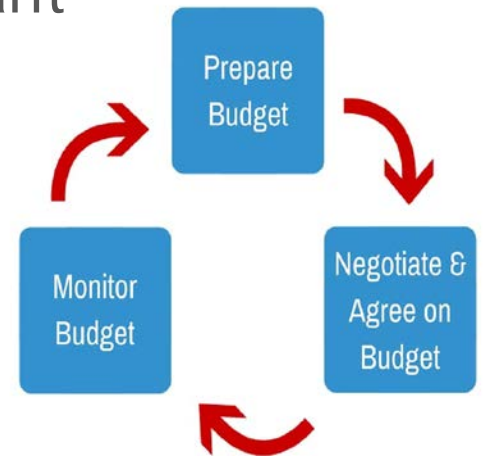 Prepare
Budget
Negotiate &
Agree on
Budget
Monitor
Budget